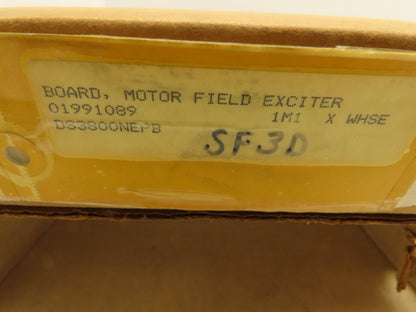 BOARD, MOTOR FIELD EXCITER
01991089 1M1 X WHSE
DS3800NEPB
SF3D